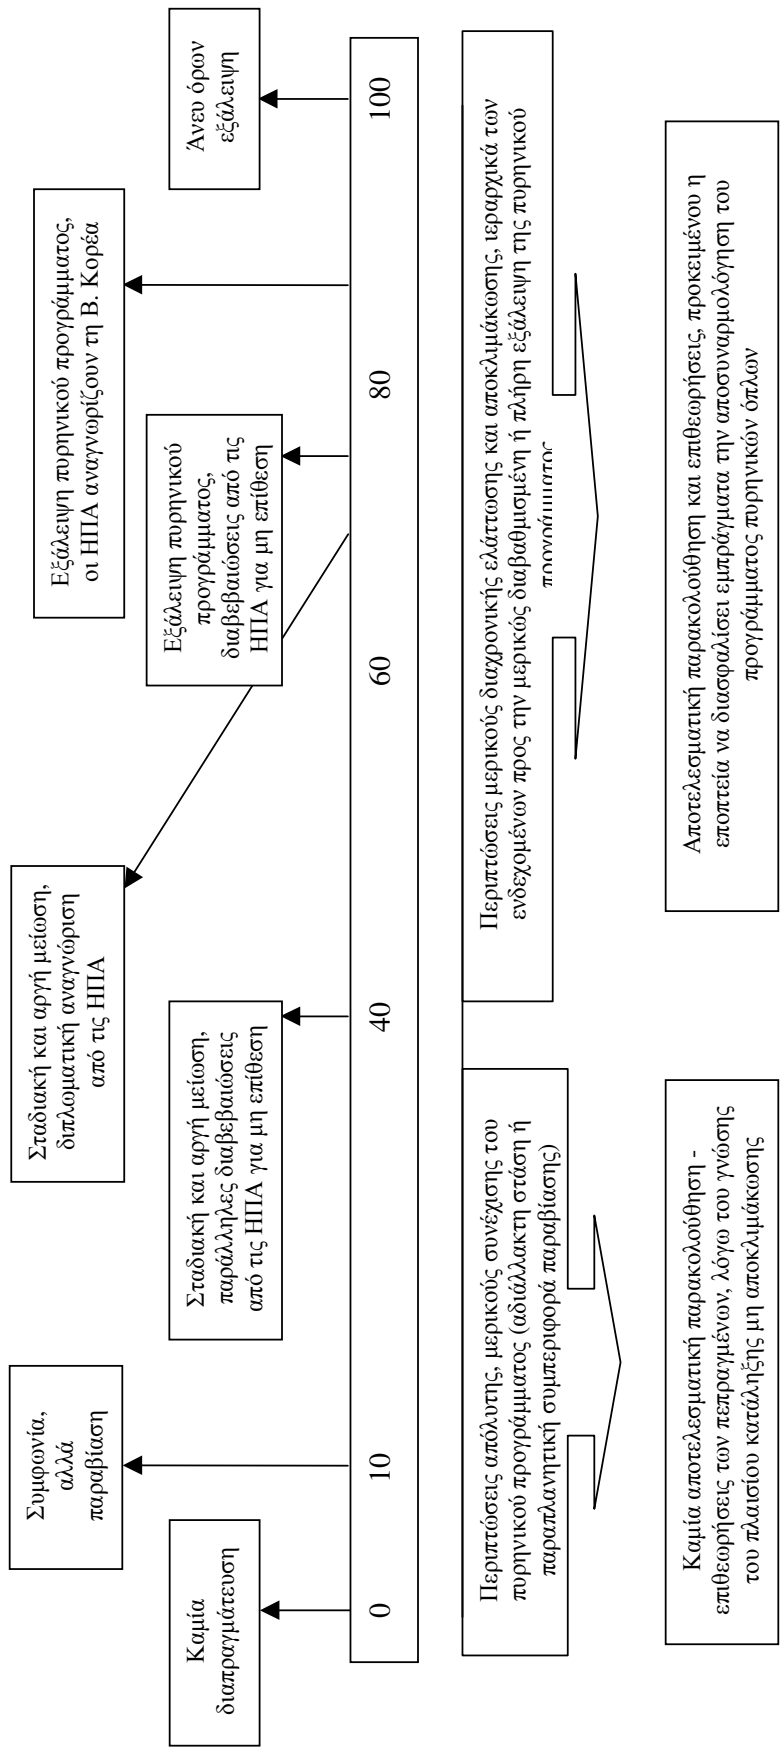 Συμφωνία,
αλλά
παραβίαση
Σταδιακή και αργή μείωση,
διπλωματική αναγνώριση
από τις ΗΠΑ
Εξάλειψη πυρηνικού προγράμματος,
οι ΗΠΑ αναγνωρίζουν τη Β. Κορέα
Καμία
διαπραγμάτευση
Σταδιακή και αργή μείωση,
παράλληλες διαβεβαιώσεις
από τις ΗΠΑ για μη επίθεση
Εξάλειψη πυρηνικού
προγράμματος,
διαβεβαιώσεις από τις
ΗΠΑ για μη επίθεση
Άνευ όρων
εξάλειψη
0 10 40 60 80 100
Περιπτώσεις απόλυτης, μερικούς συνέχισης του
πυρηνικού προγράμματος (αδιάλλακτη στάση ή
παραπλανητική συμπεριφορά παραβίασης)
Περιπτώσεις μερικούς διαχρονικής ελάττωσης και αποκλιμάκωσης, ιεραρχικά των
ενδεχομένων προς την μερικώς διαβαθμισμένη ή πλήρη εξάλειψη της πυρηνικού
προγράμματος
Καμία αποτελεσματική παρακολούθηση -
επιθεωρήσεις των πεπραγμένων, λόγω του γνώσης
του πλαισίου κατάληξης μη αποκλιμάκωσης
Αποτελεσματική παρακολούθηση και επιθεωρήσεις, προκειμένου η
εποπτεία να διασφαλίσει εμπράγματα την αποσυναρμολόγηση του
προγράμματος πυρηνικών όπλων